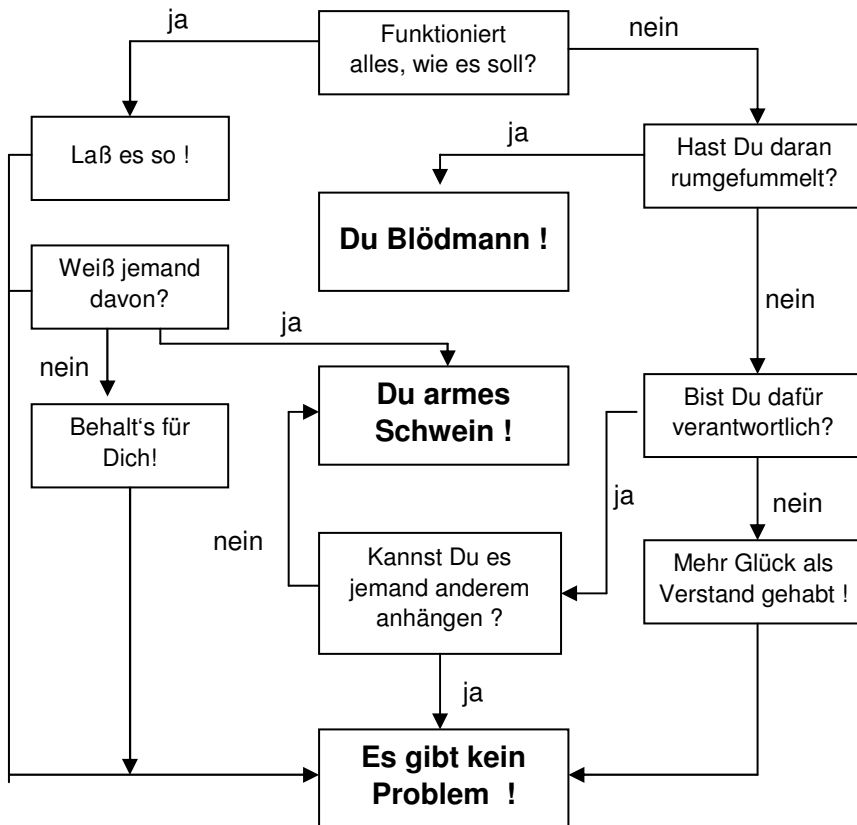 ja
Funktioniert
alles, wie es soll?
nein
Laß es so !
ja
Hast Du daran
rumgefummelt?
Du Blödmann !
Weiß jemand
davon?
nein
ja
nein
Du armes
Schwein !
Bist Du dafür
verantwortlich?
Behalt‘s für
Dich!
ja
nein
nein
Kannst Du es
jemand anderem
anhängen ?
Mehr Glück als
Verstand gehabt !
ja
Es gibt kein
Problem !